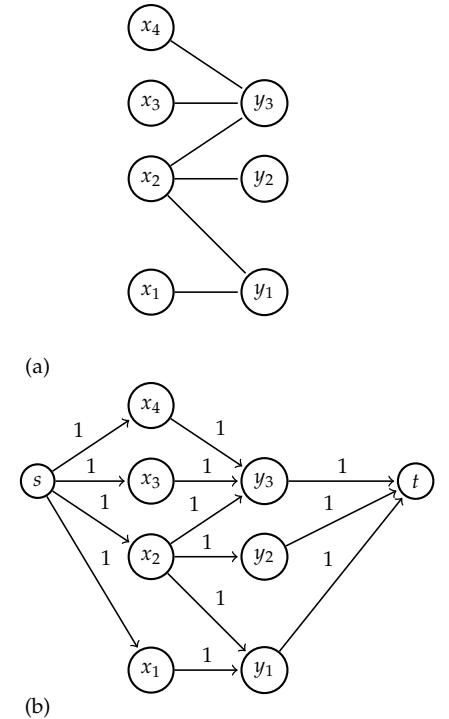 x₄
x₃ y₃
x₂ y₂
x₁ y₁
(a)
x₄
1 1
s 1 x₃ 1 y₃ 1 t
1 1 1
x₂ 1 y₂
1 1 1
x₁ 1 y₁
(b)